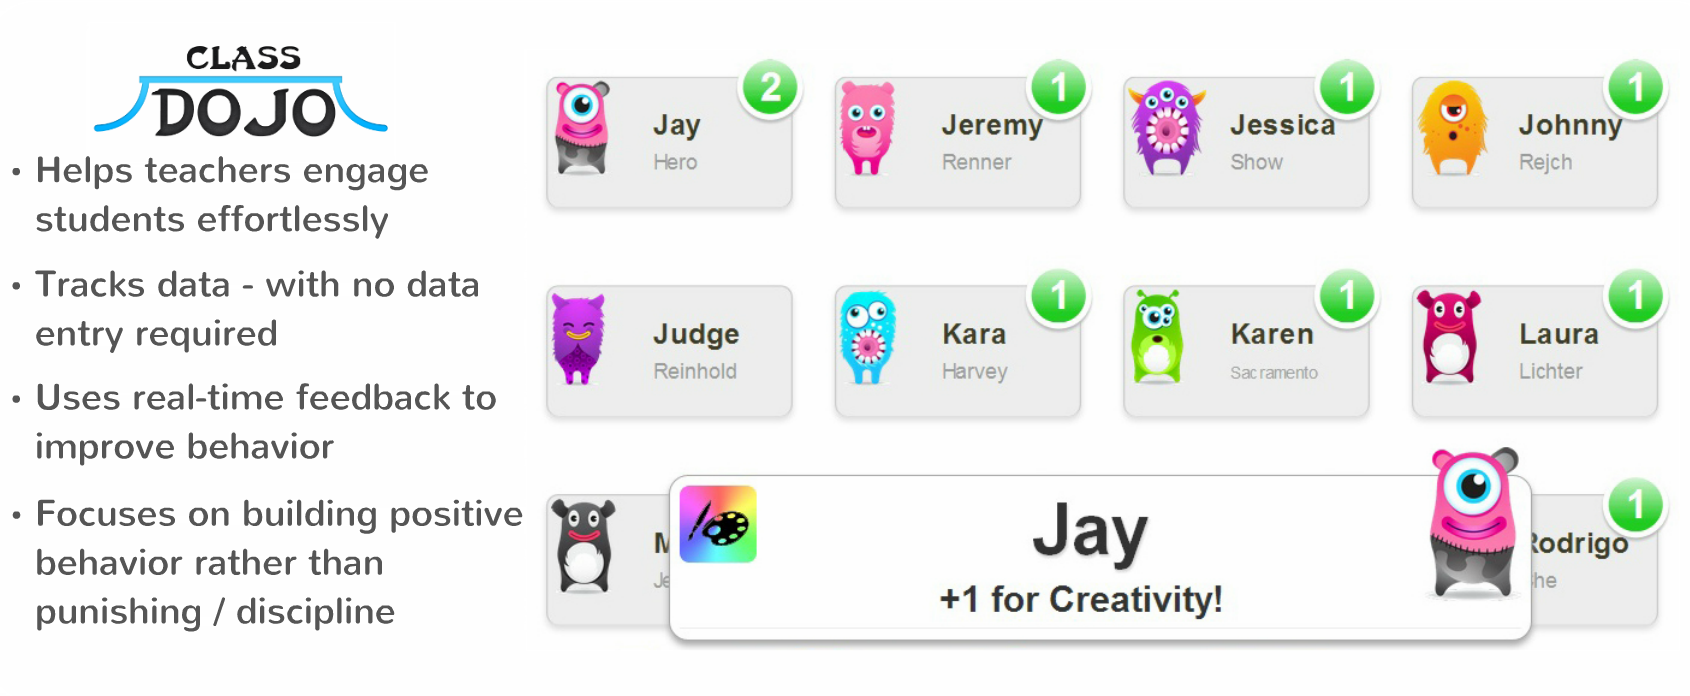 CLASS
DOJO
• Helps teachers engage
students effortlessly
• Tracks data - with no data
entry required
• Uses real-time feedback to
improve behavior
• Focuses on building positive
behavior rather than
punishing / discipline
2
Jay
Hero
1
Jeremy
Renner
1
Jessica
Show
1
Johnny
Rejch
Judge
Reinhold
1
Kara
Harvey
1
Karen
Sacramento
1
Laura
Lichter
Jay
+1 for Creativity!
1
Rodrigo